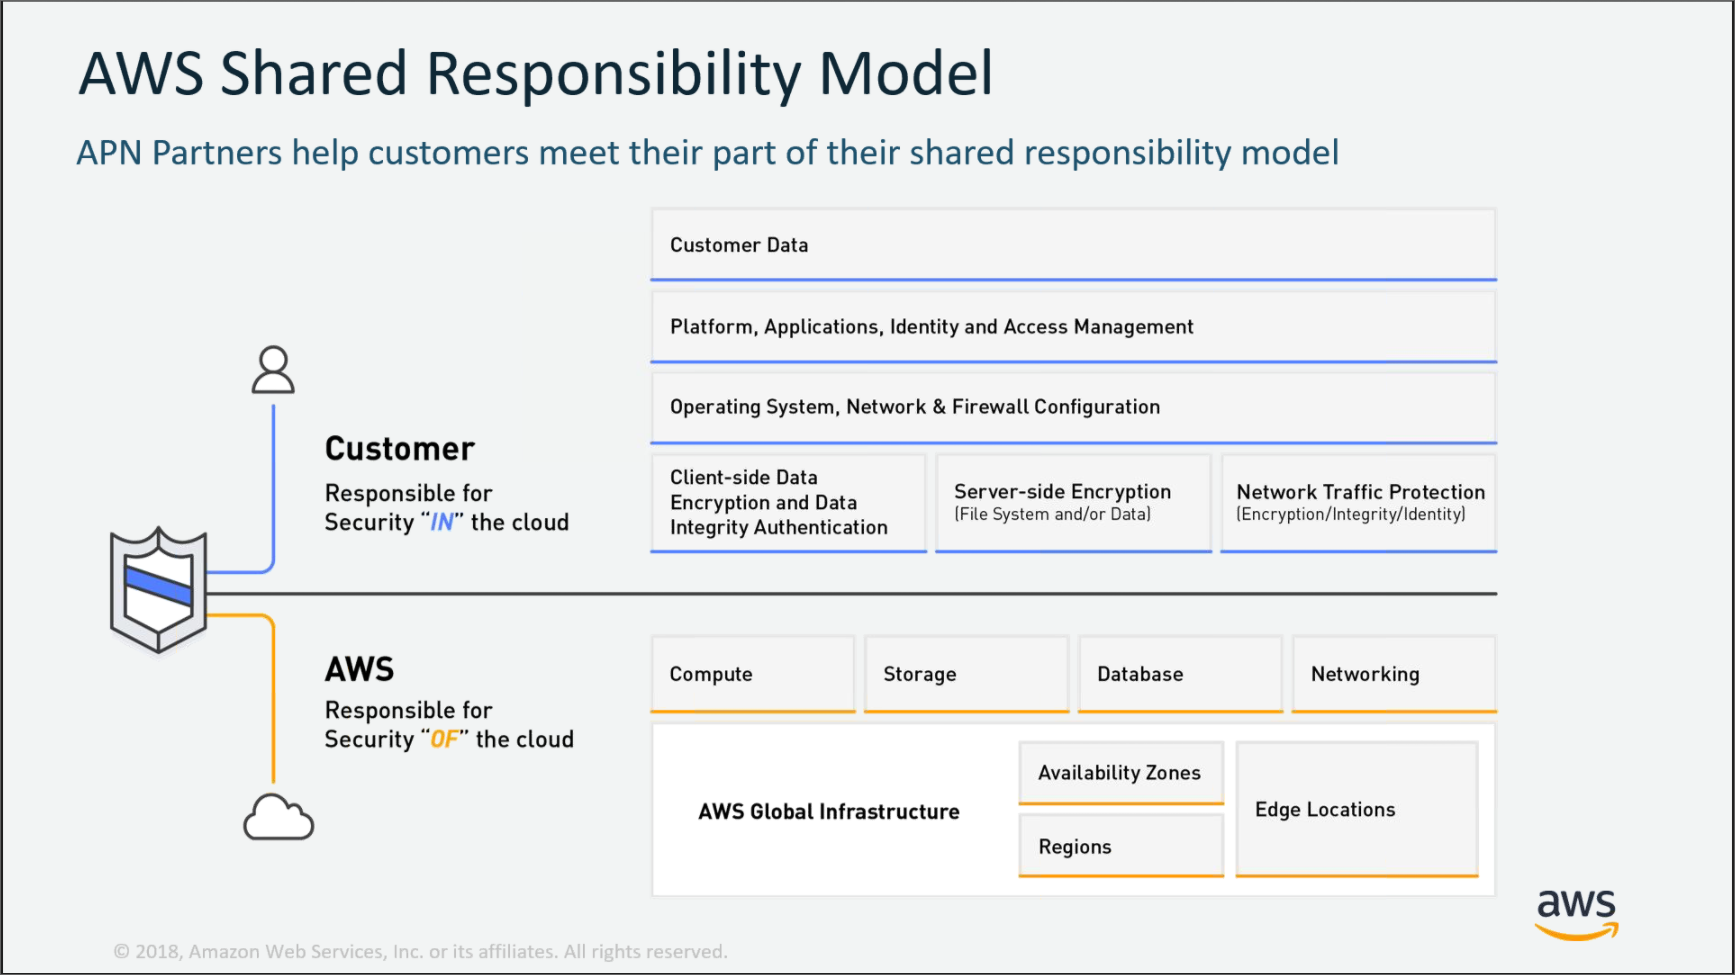 AWS Shared Responsibility Model
APN Partners help customers meet their part of their shared responsibility model
Customer
Responsible for
Security “IN” the cloud
Customer Data
Platform, Applications, Identity and Access Management
Operating System, Network & Firewall Configuration
Client-side Data
Encryption and Data
Integrity Authentication
Server-side Encryption
(File System and/or Data)
Network Traffic Protection
(Encryption/Integrity/Identity)
AWS
Responsible for
Security “OF” the cloud
Compute
Storage
Database
Networking
AWS Global Infrastructure
Availability Zones
Regions
Edge Locations
aws
© 2018, Amazon Web Services, Inc. or its affiliates. All rights reserved.